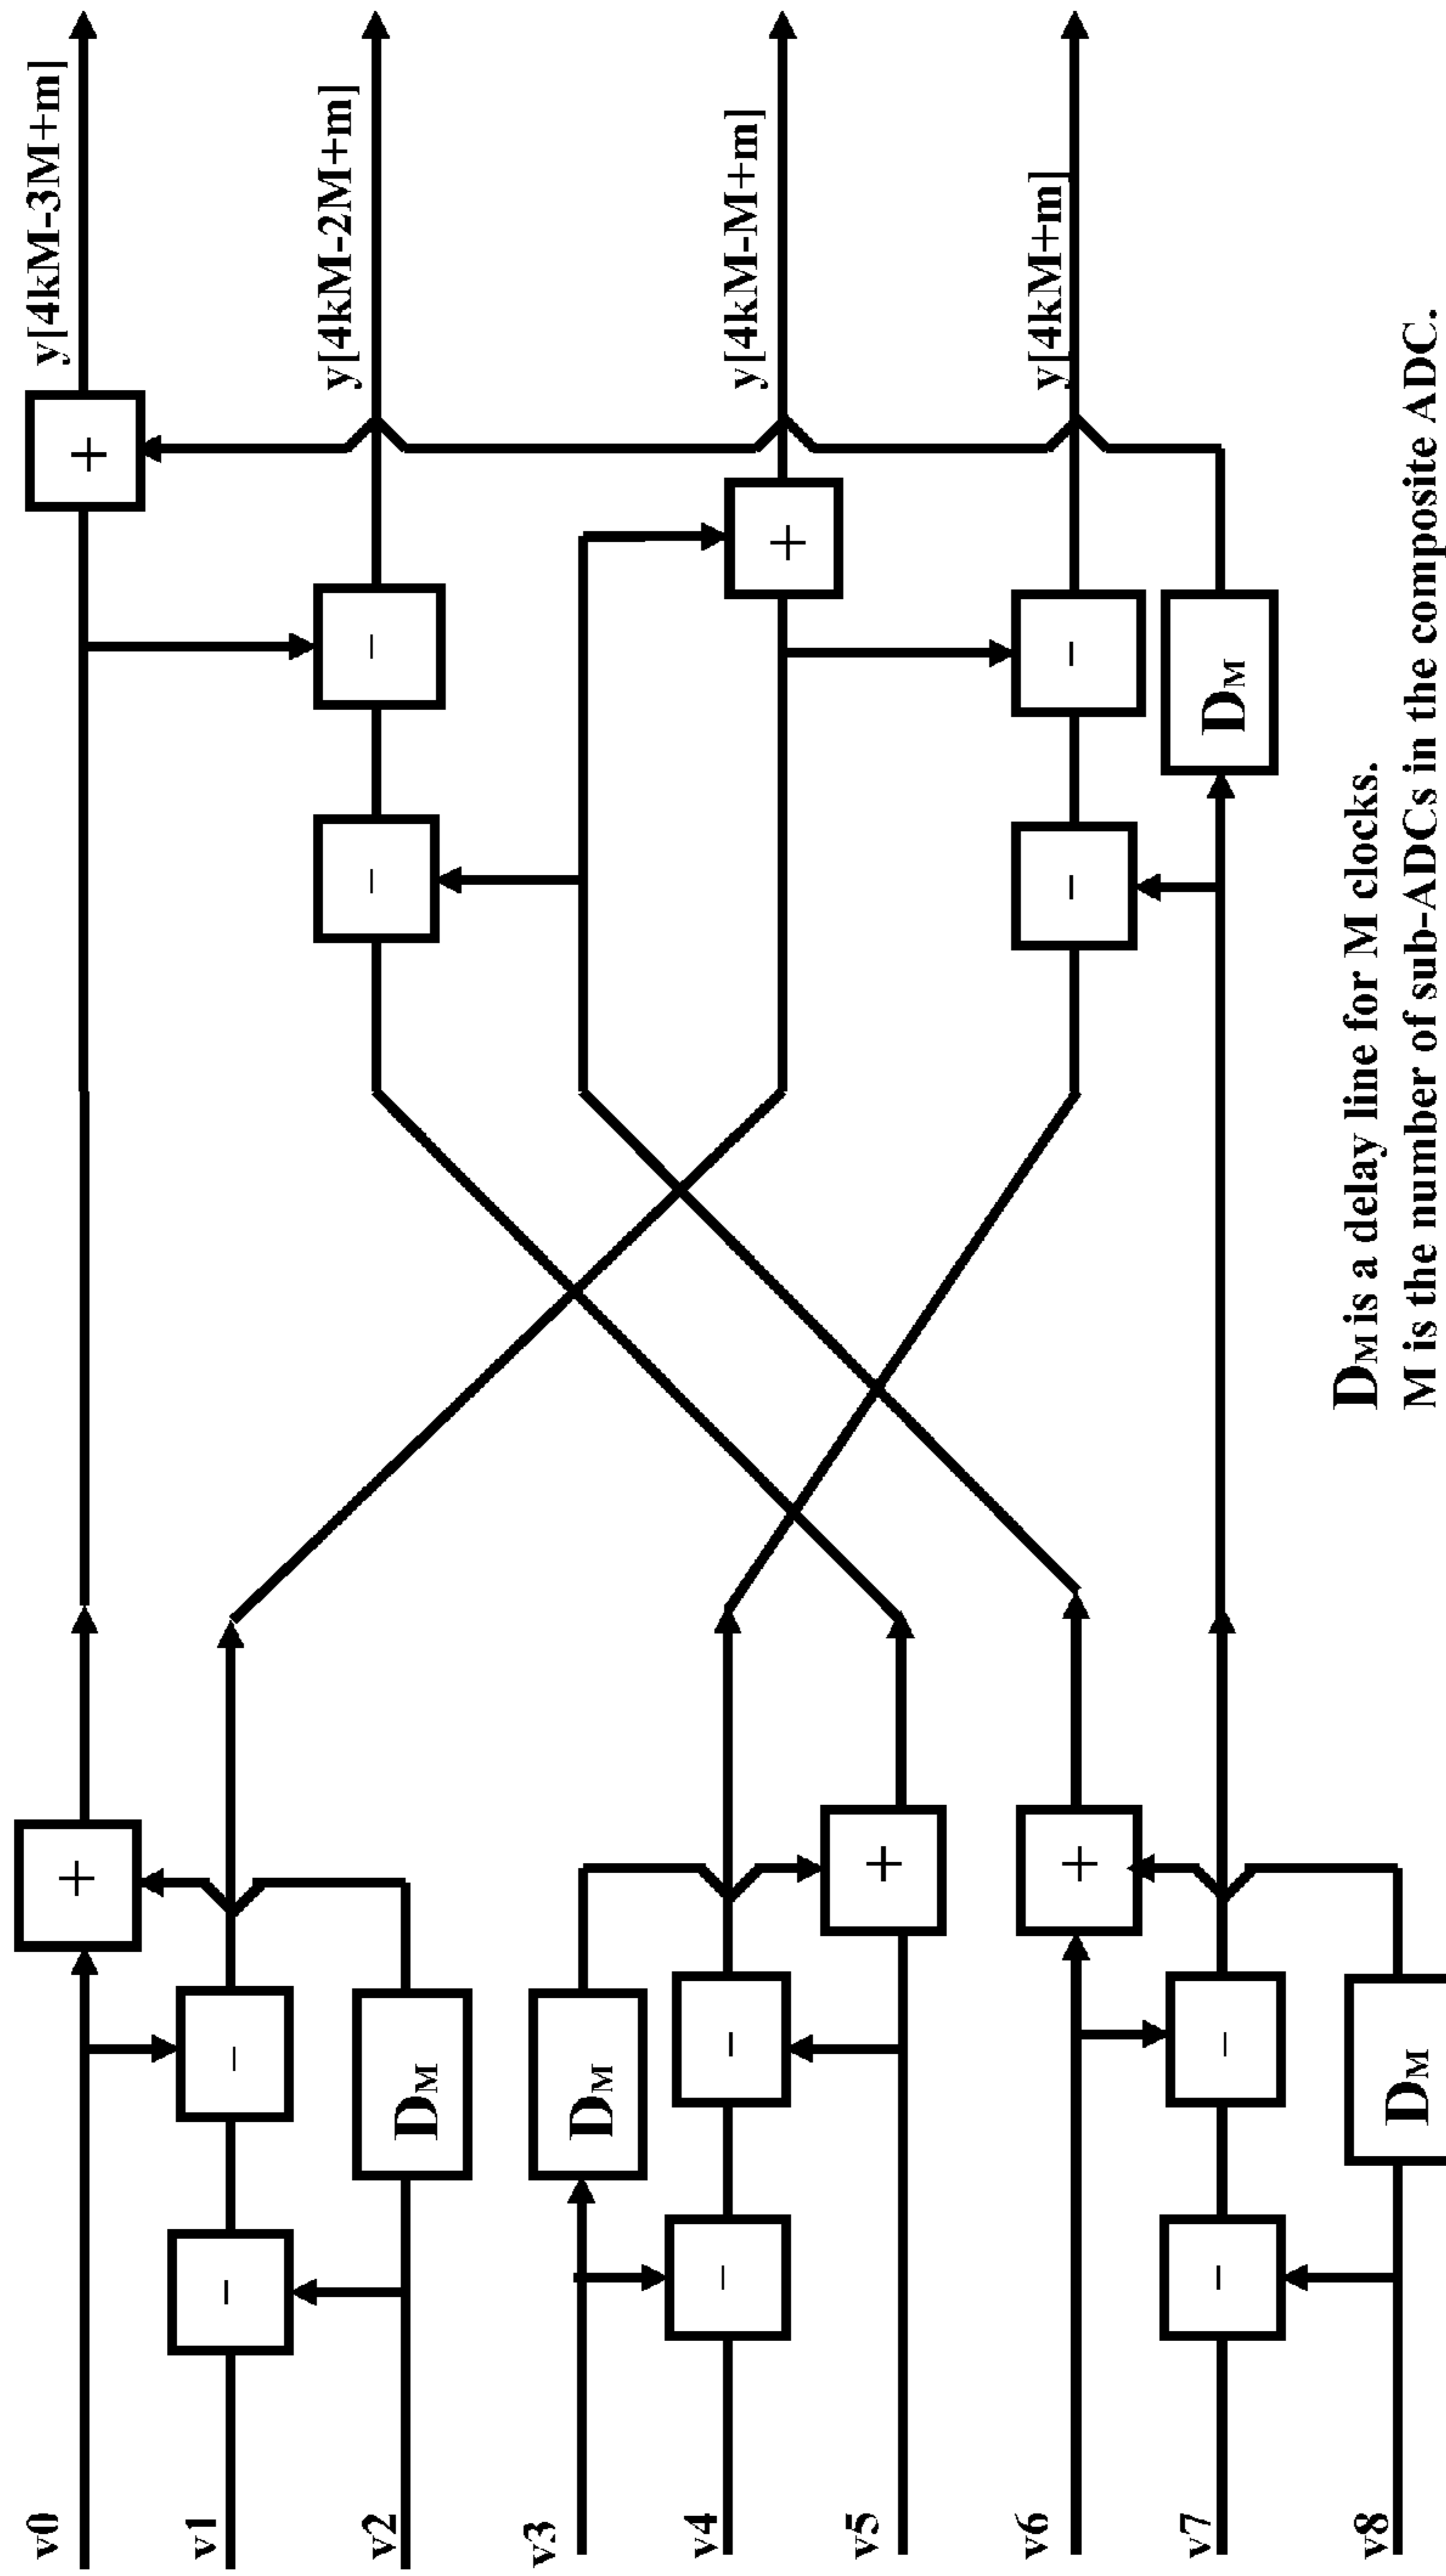 v0
v1
v2
v3
v4
v5
v6
v7
v8
+
−
−
DM
DM
−
−
+
+
−
−
DM
−
−
+
+
−
−
DM
y[4kM-3M+m]
y[4kM-2M+m]
y[4kM-M+m]
y[4kM+m]
DM is a delay line for M clocks.
M is the number of sub-ADCs in the composite ADC.